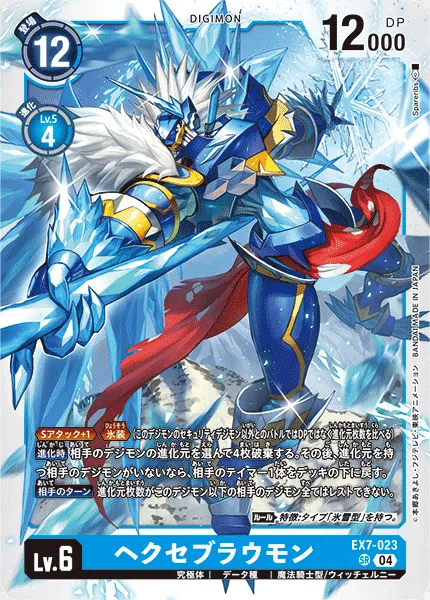 DIGIMON
登場
12
12000
DP
進化
Lv.5
4
Spareribs
©本郷あきよし・フジテレビ・東映アニメーション BANDAI MADE IN JAPAN
Sアタック+1 氷装 (このデジモンのセキュリティデジモン以外とのバトルではDPではなく進化元枚数を比べる)
進化時 相手のデジモンの進化元を選んで4枚破棄する。その後、進化元を持
つ相手のデジモンがいないなら、相手のテイマー1体をデッキの下に戻す。
相手のターン 進化元枚数がこのデジモン以下の相手のデジモン全てはレストできない。
ルール 特徴:タイプ「氷雪型」を持つ。
Lv.6
ヘクセブラウモン
EX7-023
SR 04
究極体 データ種 魔法騎士型/ウィッチェルニー